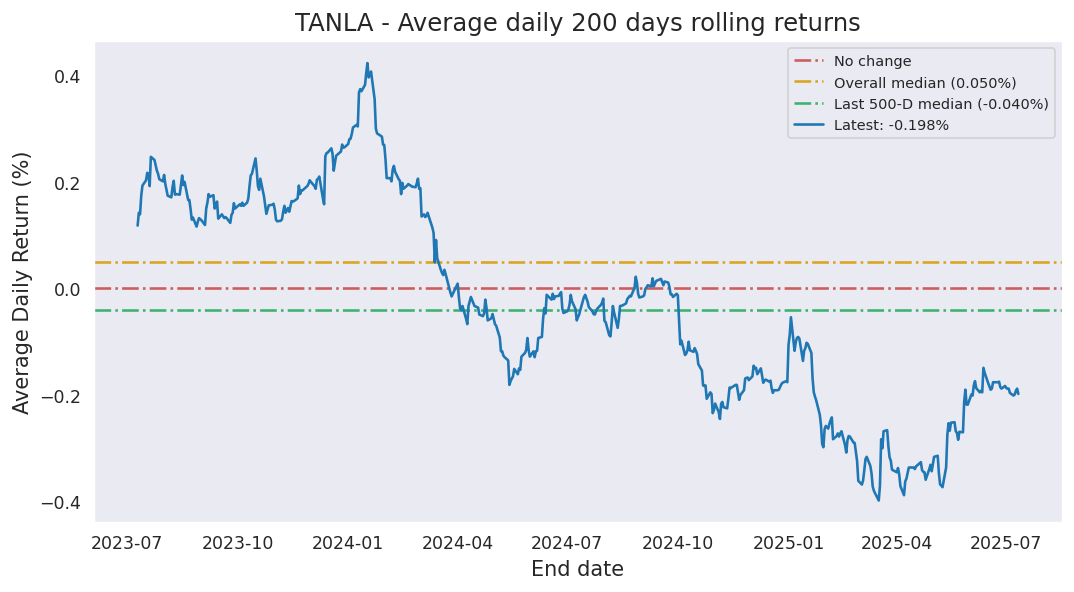 TANLA - Average daily 200 days rolling returns
No change
Overall median (0.050%)
Last 500-D median (-0.040%)
Latest: -0.198%
Average Daily Return (%)
0.4
0.2
0.0
−0.2
−0.4
2023-07 2023-10 2024-01 2024-04 2024-07 2024-10 2025-01 2025-04 2025-07
End date